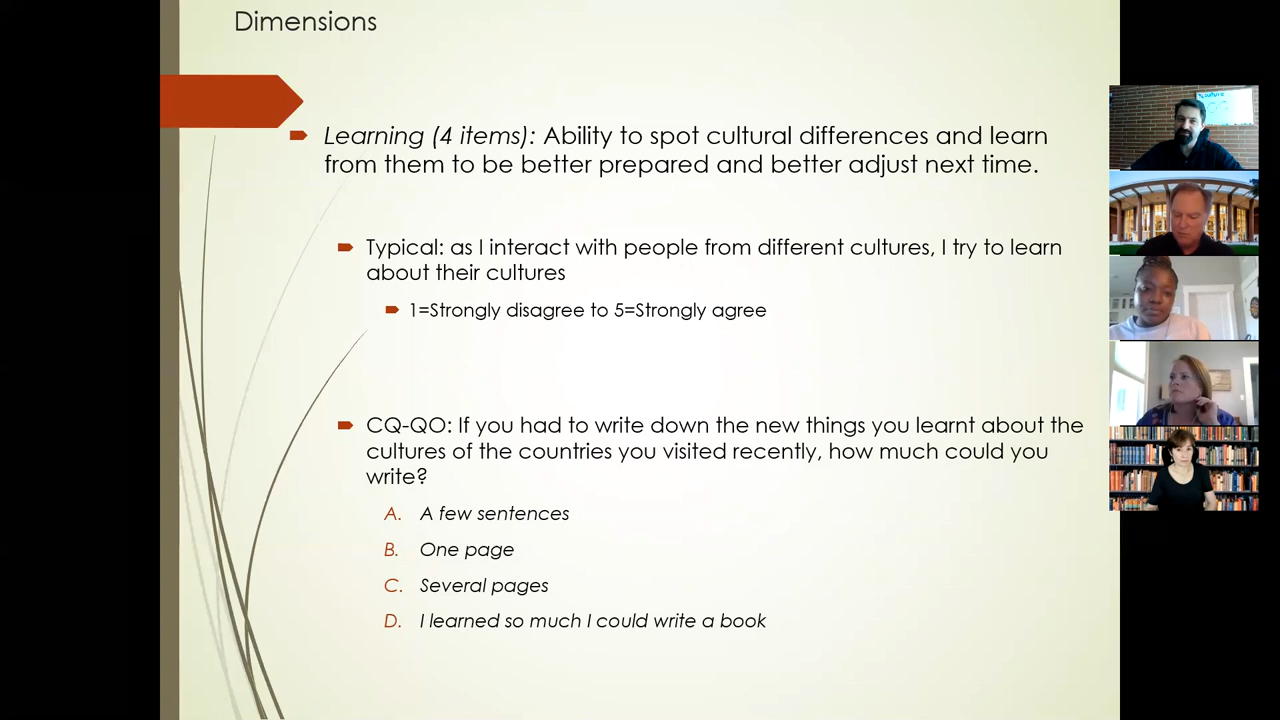 Dimensions
Learning (4 items): Ability to spot cultural differences and learn
from them to be better prepared and better adjust next time.
Typical: as I interact with people from different cultures, I try to learn
about their cultures
1=Strongly disagree to 5=Strongly agree
CQ-QO: If you had to write down the new things you learnt about the
cultures of the countries you visited recently, how much could you
write?
A. A few sentences
B. One page
C. Several pages
D. I learned so much I could write a book
culture